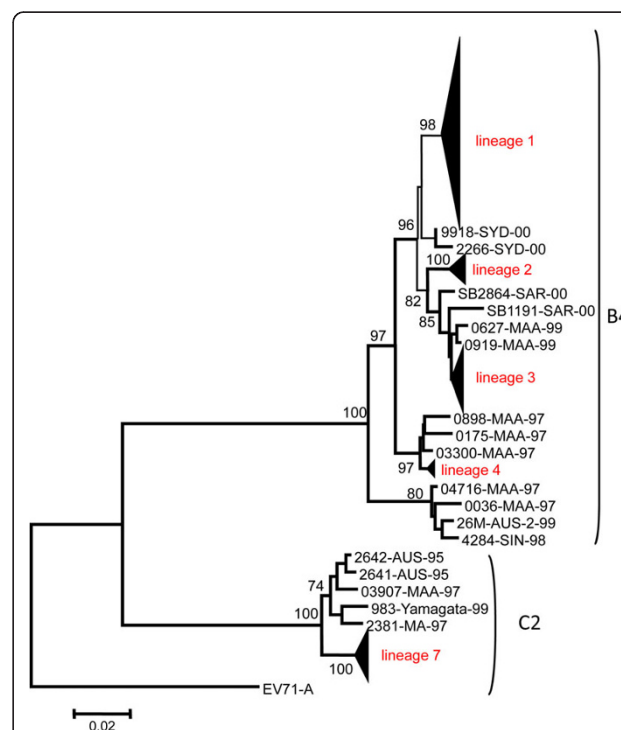 98
lineage 1
96
9918-SYD-00
2266-SYD-00
100
lineage 2
82
SB2864-SAR-00
85
SB1191-SAR-00
0627-MAA-99
0919-MAA-99
B4
97
lineage 3
100
0898-MAA-97
0175-MAA-97
03300-MAA-97
97
lineage 4
80
04716-MAA-97
0036-MAA-97
26M-AUS-2-99
4284-SIN-98
2642-AUS-95
74
2641-AUS-95
03907-MAA-97
100
983-Yamagata-99
2381-MA-97
C2
lineage 7
100
EV71-A
0.02